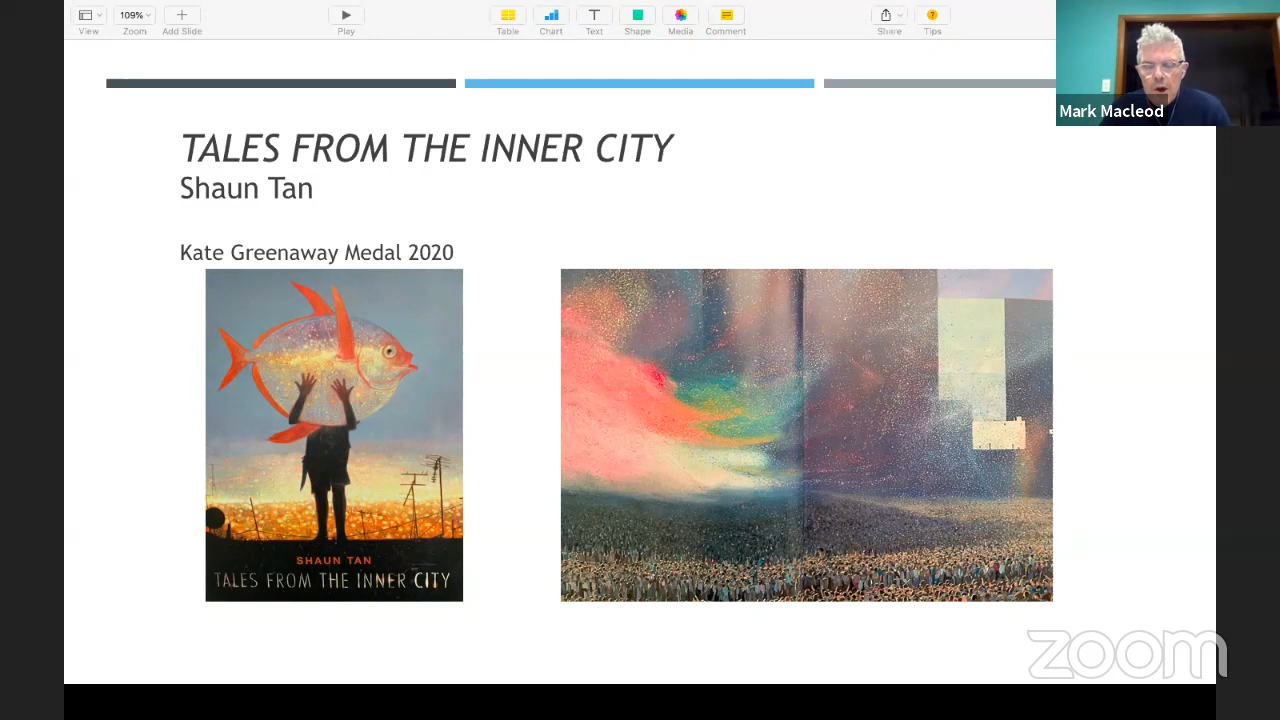 109%
View
Zoom
Add Slide
Play
Table
Chart
Text
Shape
Media
Comment
Share
Tips
Mark Macleod
TALES FROM THE INNER CITY
Shaun Tan
Kate Greenaway Medal 2020
SHAUN TAN
TALES FROM THE INNER CITY
zoom